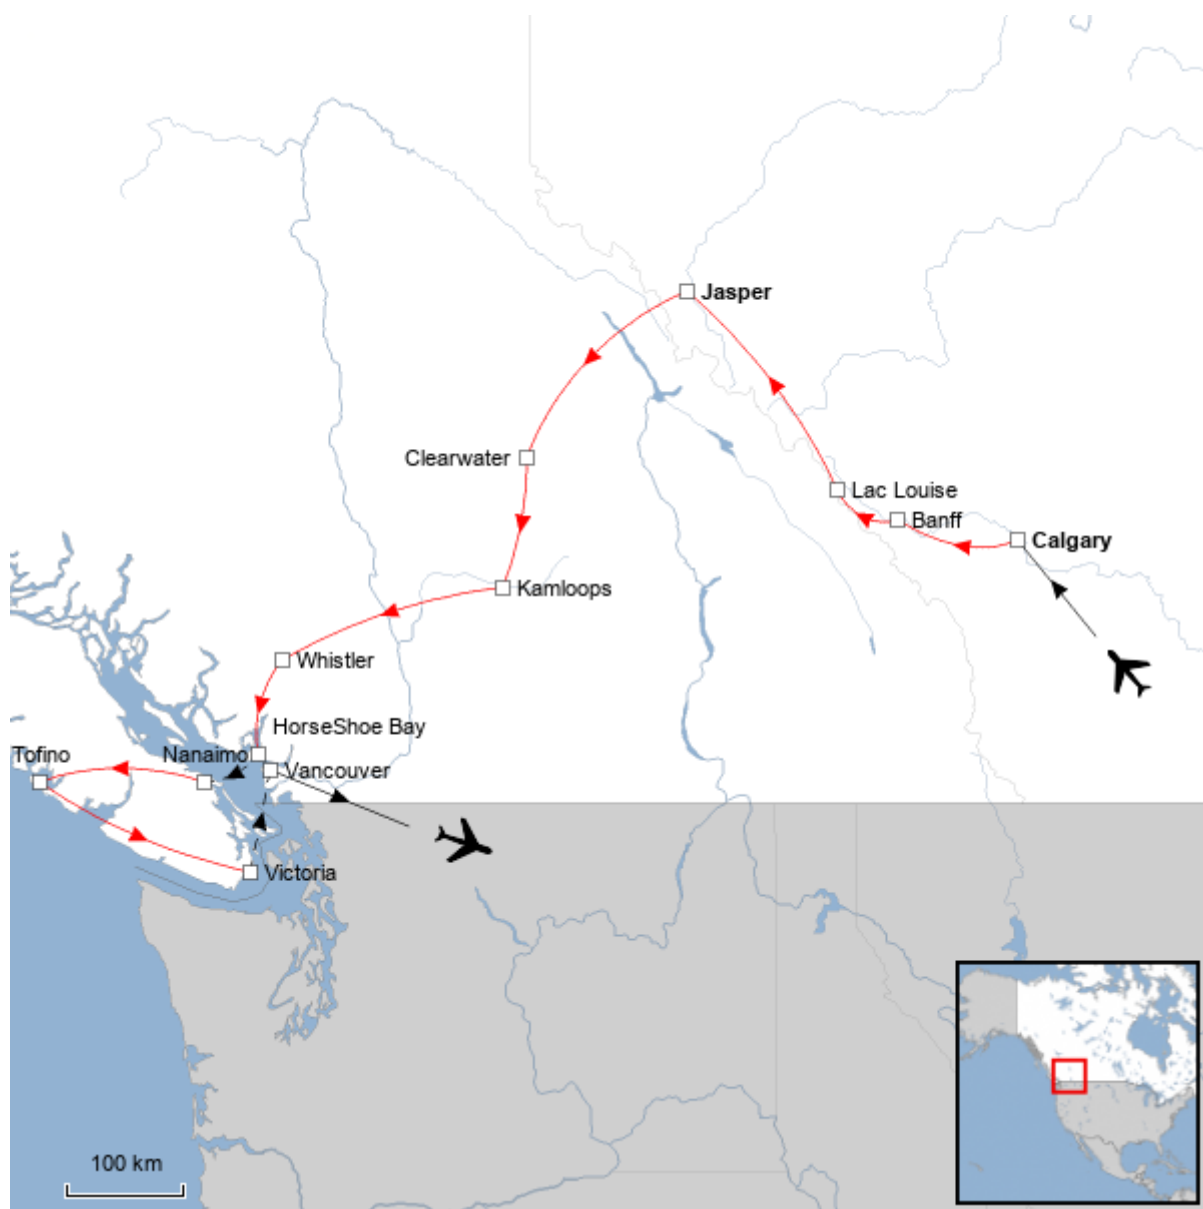 Jasper
Clearwater
Lac Louise
Banff
Calgary
Kamloops
Whistler
HorseShoe Bay
Tofino
Nanaimo
Vancouver
Victoria
100 km